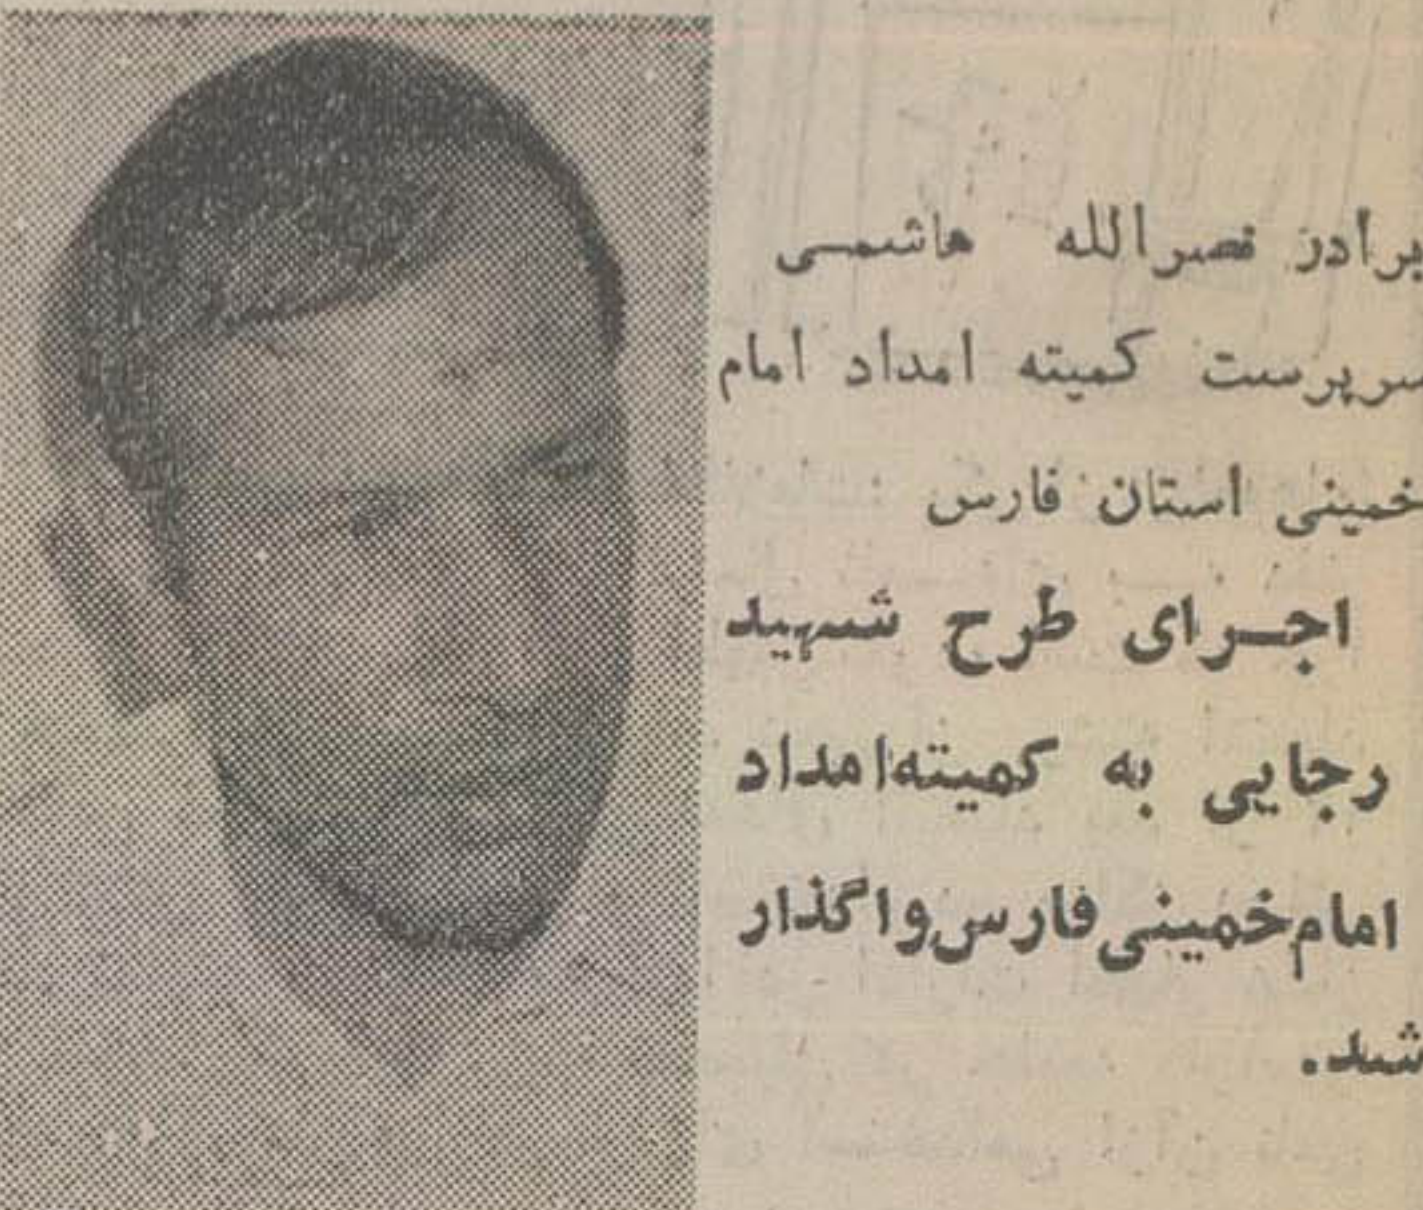 برادر نصرالله هاشمی
سرپرست کمیته امداد امام
خمینی استان فارس
اجرای طرح شهید
رجایی به کمیته‌امداد
امام‌خمینی‌فارس‌واگذار
شد.